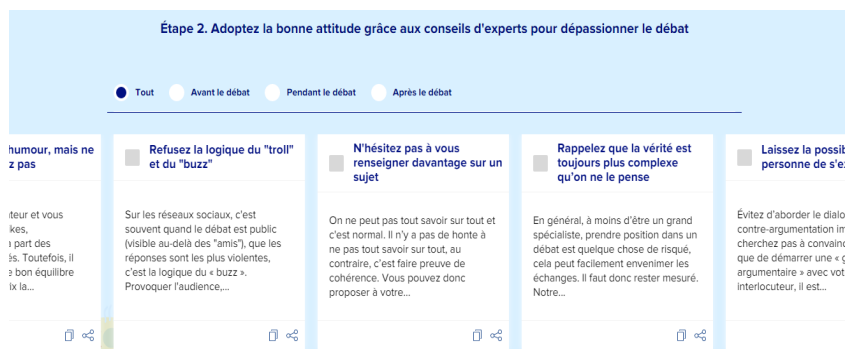 Étape 2. Adoptez la bonne attitude grâce aux conseils d'experts pour dépassionner le débat
Tout
Avant le débat
Pendant le débat
Après le débat
humour, mais ne
z pas
teur et vous
kes,
part des
és. Toutefois, il
e bon équilibre
ix la...
Refusez la logique du "troll"
et du "buzz"
Sur les réseaux sociaux, c'est
souvent quand le débat est public
(visible au-delà des "amis"), que les
réponses sont les plus violentes,
c'est la logique du « buzz ».
Provoquer l'audience,...
N'hésitez pas à vous
renseigner davantage sur un
sujet
On ne peut pas tout savoir sur tout et
c'est normal. Il n'y a pas de honte à
ne pas tout savoir sur tout, au
contraire, c'est faire preuve de
cohérence. Vous pouvez donc
proposer à votre...
Rappelez que la vérité est
toujours plus complexe
qu'on ne le pense
En général, à moins d'être un grand
spécialiste, prendre position dans un
débat est quelque chose de risqué,
cela peut facilement envenimer les
échanges. Il faut donc rester mesuré.
Notre...
Laissez la possib
personne de s'ex
Évitez d'aborder le dialo
contre-argumentation im
cherchez pas à convainc
que de démarrer une « g
argumentaire » avec vot
interlocuteur, il est...